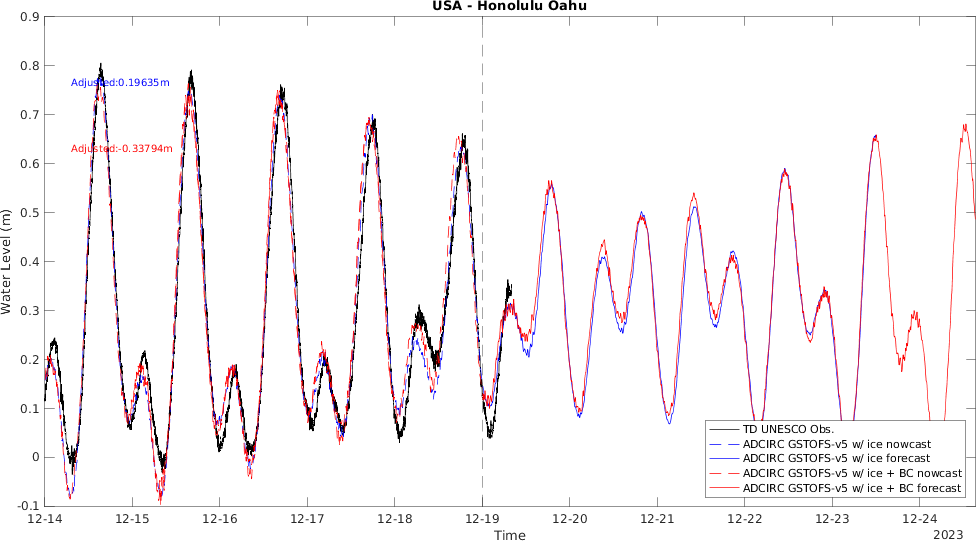 USA - Honolulu Oahu
0.9
0.8
0.7
0.6
0.5
0.4
0.3
0.2
0.1
0
-0.1
Water Level (m)
Adjusted:0.19635m
Adjusted:-0.33794m
TD UNESCO Obs.
ADCIRC GSTOFS-v5 w/ ice nowcast
ADCIRC GSTOFS-v5 w/ ice forecast
ADCIRC GSTOFS-v5 w/ ice + BC nowcast
ADCIRC GSTOFS-v5 w/ ice + BC forecast
12-14 12-15 12-16 12-17 12-18 12-19 12-20 12-21 12-22 12-23 12-24
Time
2023